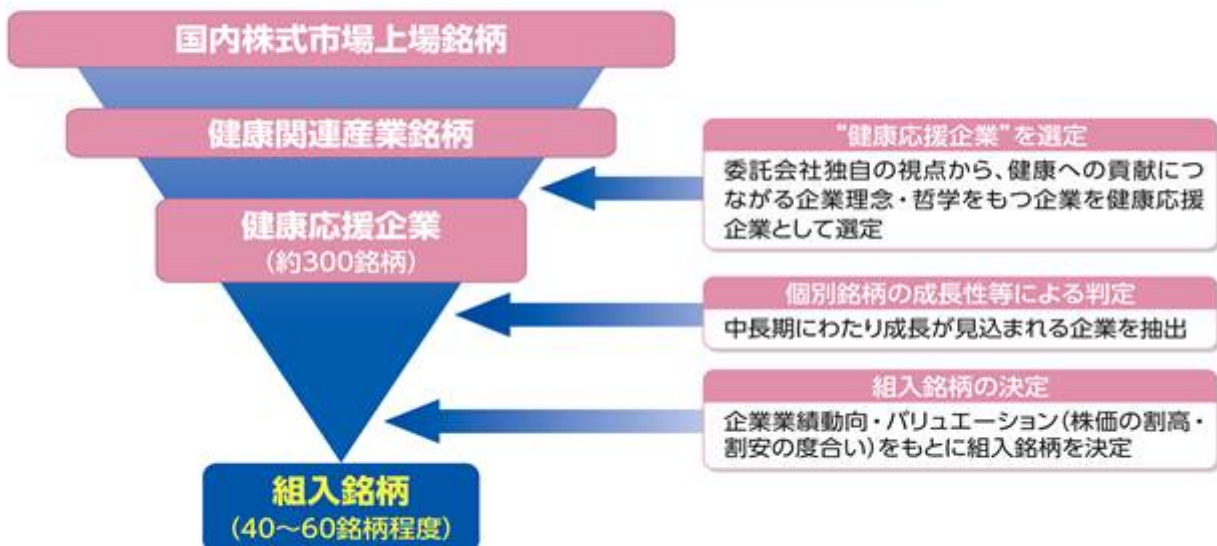 国内株式市場上場銘柄
健康関連産業銘柄
健康応援企業
(約300銘柄)
組入銘柄
(40～60銘柄程度)
“健康応援企業”を選定
委託会社独自の視点から、健康への貢献につ
ながる企業理念・哲学をもつ企業を健康応援
企業として選定
個別銘柄の成長性等による判定
中長期にわたり成長が見込まれる企業を抽出
組入銘柄の決定
企業業績動向・バリュエーション(株価の割高・
割安の度合い)をもとに組入銘柄を決定